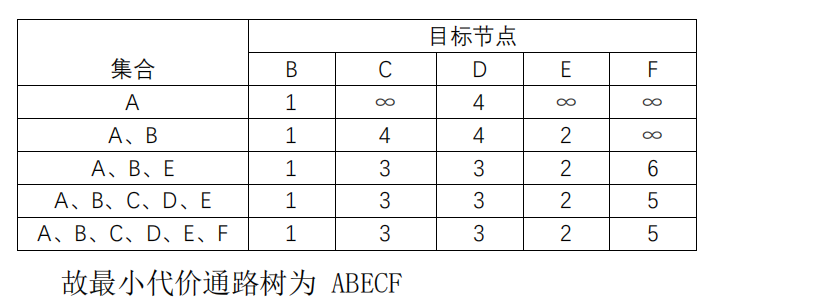 目标节点
集合
B C D E F
A 1 ∞ 4 ∞ ∞
A、B 1 4 4 2 ∞
A、B、E 1 3 3 2 6
A、B、C、D、E 1 3 3 2 5
A、B、C、D、E、F 1 3 3 2 5
故最小代价通路树为 ABECF